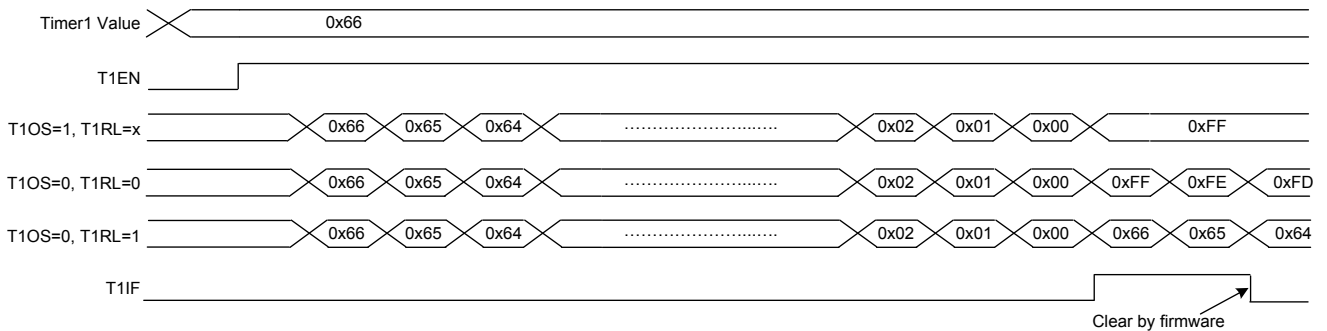 Timer1 Value 0x66
T1EN
T1OS=1, T1RL=x 0x66 0x65 0x64 ........................... 0x02 0x01 0x00 0xFF
T1OS=0, T1RL=0 0x66 0x65 0x64 ........................... 0x02 0x01 0x00 0xFF 0xFE 0xFD
T1OS=0, T1RL=1 0x66 0x65 0x64 ........................... 0x02 0x01 0x00 0x66 0x65 0x64
T1IF
Clear by firmware